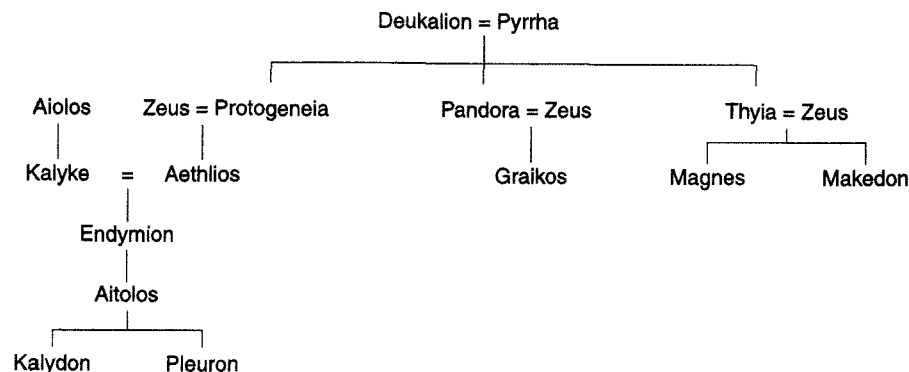 Deukalion = Pyrrha
Aiolos Zeus = Protogeneia Pandora = Zeus Thyia = Zeus
Kalyke = Aethlios Graikos Magnes Makedon
Endymion
Aitolos
Kalydon Pleuron